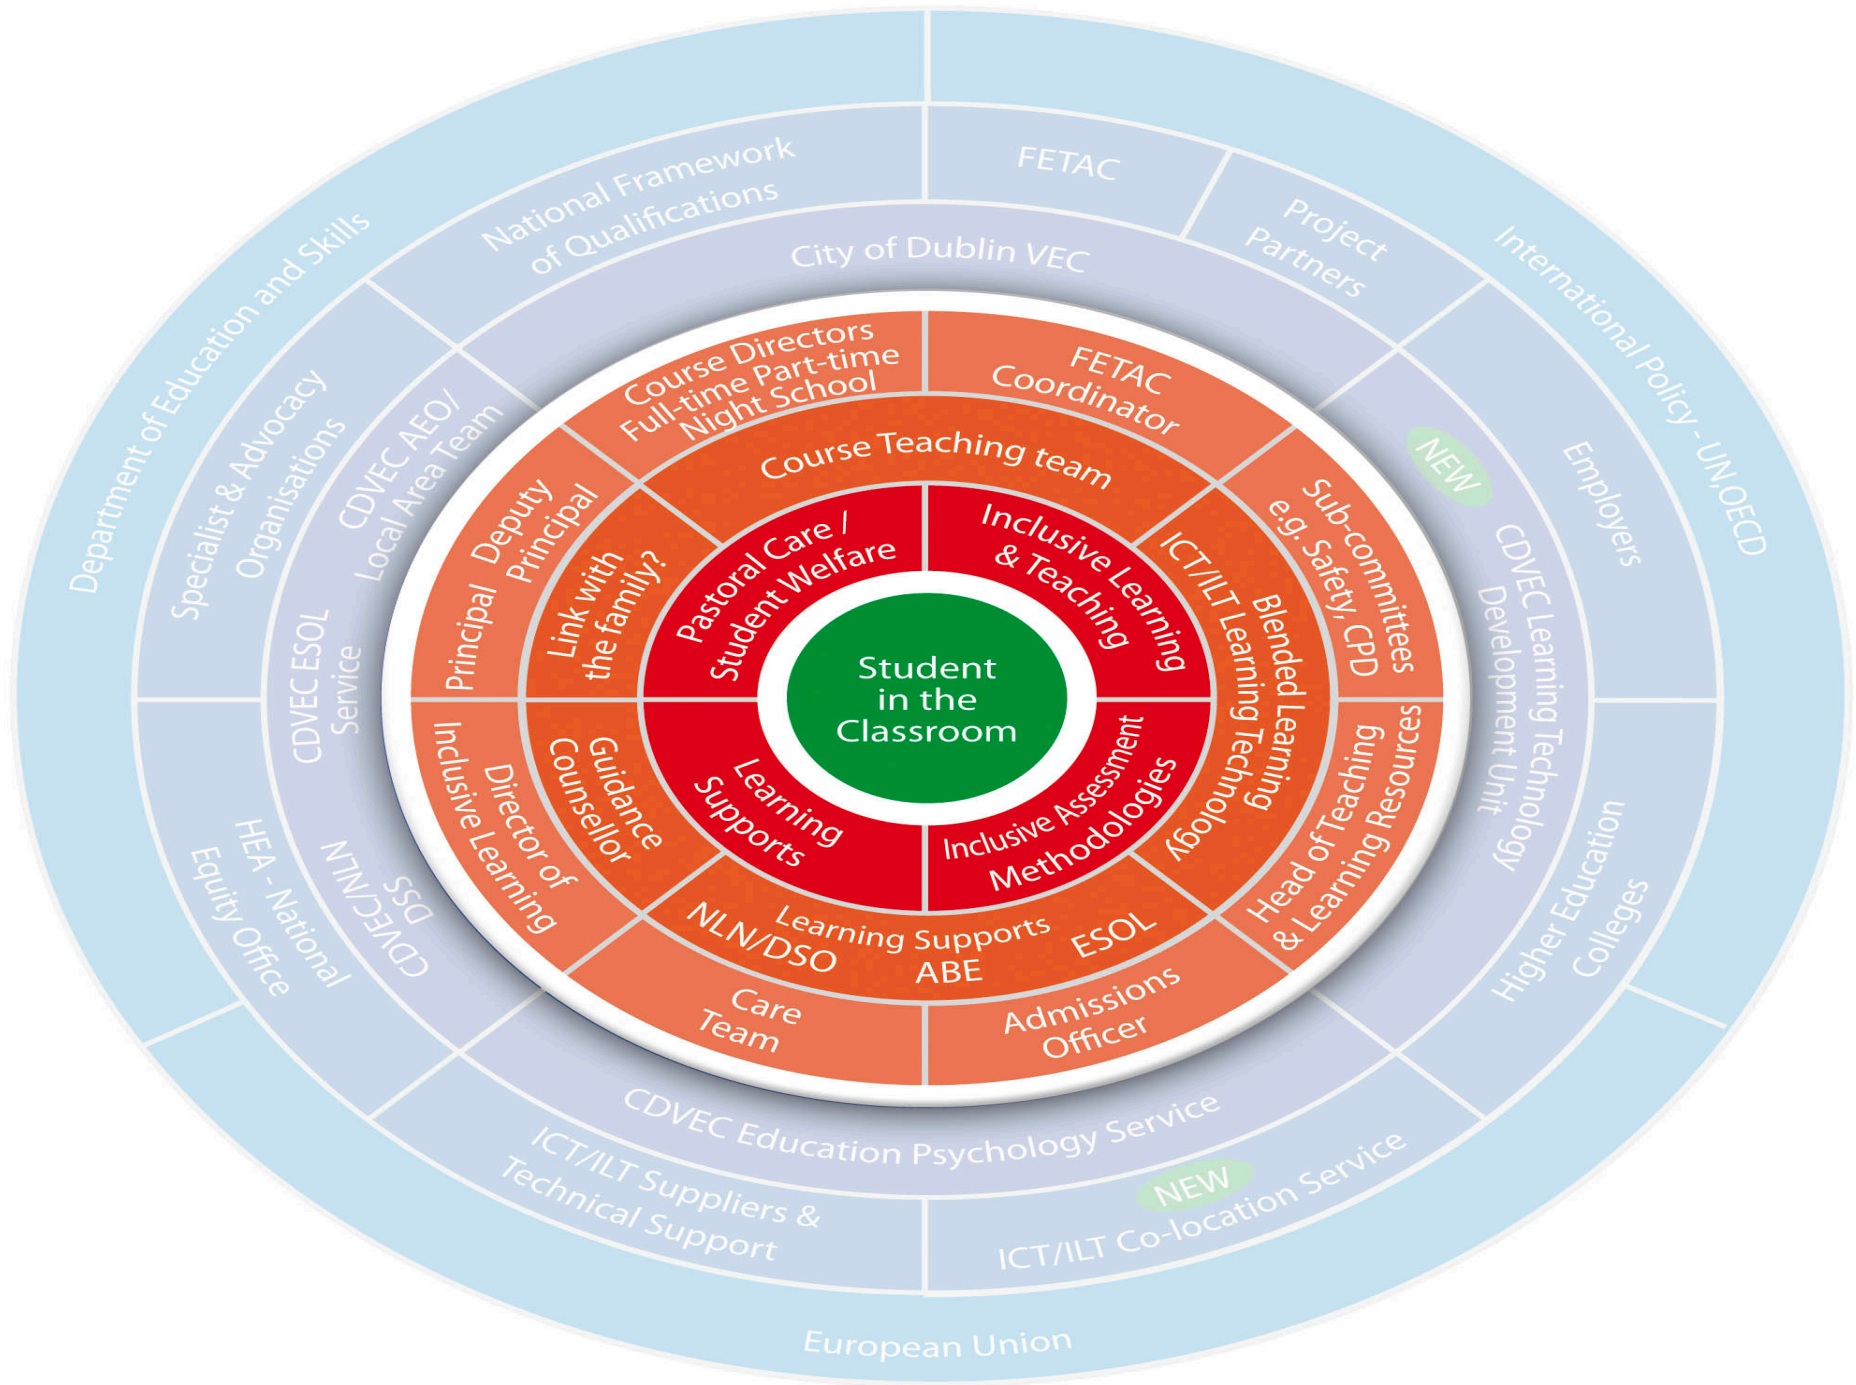 Department of Education and Skills
International Policy - UN,OECD
European Union
National Framework
of Qualifications
FETAC
Project
Partners
Employers
Higher Education
Colleges
NEW
ICT/ILT Co-location Service
ICT/ILT Suppliers &
Technical Support
HEA - National
Equity Office
Specialist & Advocacy
Organisations
City of Dublin VEC
NEW
CDVEC Learning Technology
Development Unit
CDVEC Education Psychology Service
CDVEC/NLN
DSS
CDVEC ESOL
Service
CDVEC AEO/
Local Area Team
Course Directors
Full-time Part-time
Night School
FETAC
Coordinator
Sub-committees
e.g. Safety, CPD
Head of Teaching
& Learning Resources
Admissions
Officer
Care
Team
Director of
Inclusive Learning
Principal Deputy
Principal
Course Teaching team
Blended Learning
ICT/ILT Learning Technology
Learning Supports
NLN/DSO ABE ESOL
Guidance
Counsellor
Link with
the family?
Pastoral Care /
Student Welfare
Inclusive Learning
& Teaching
Inclusive Assessment
Methodologies
Learning
Supports
Student
in the
Classroom